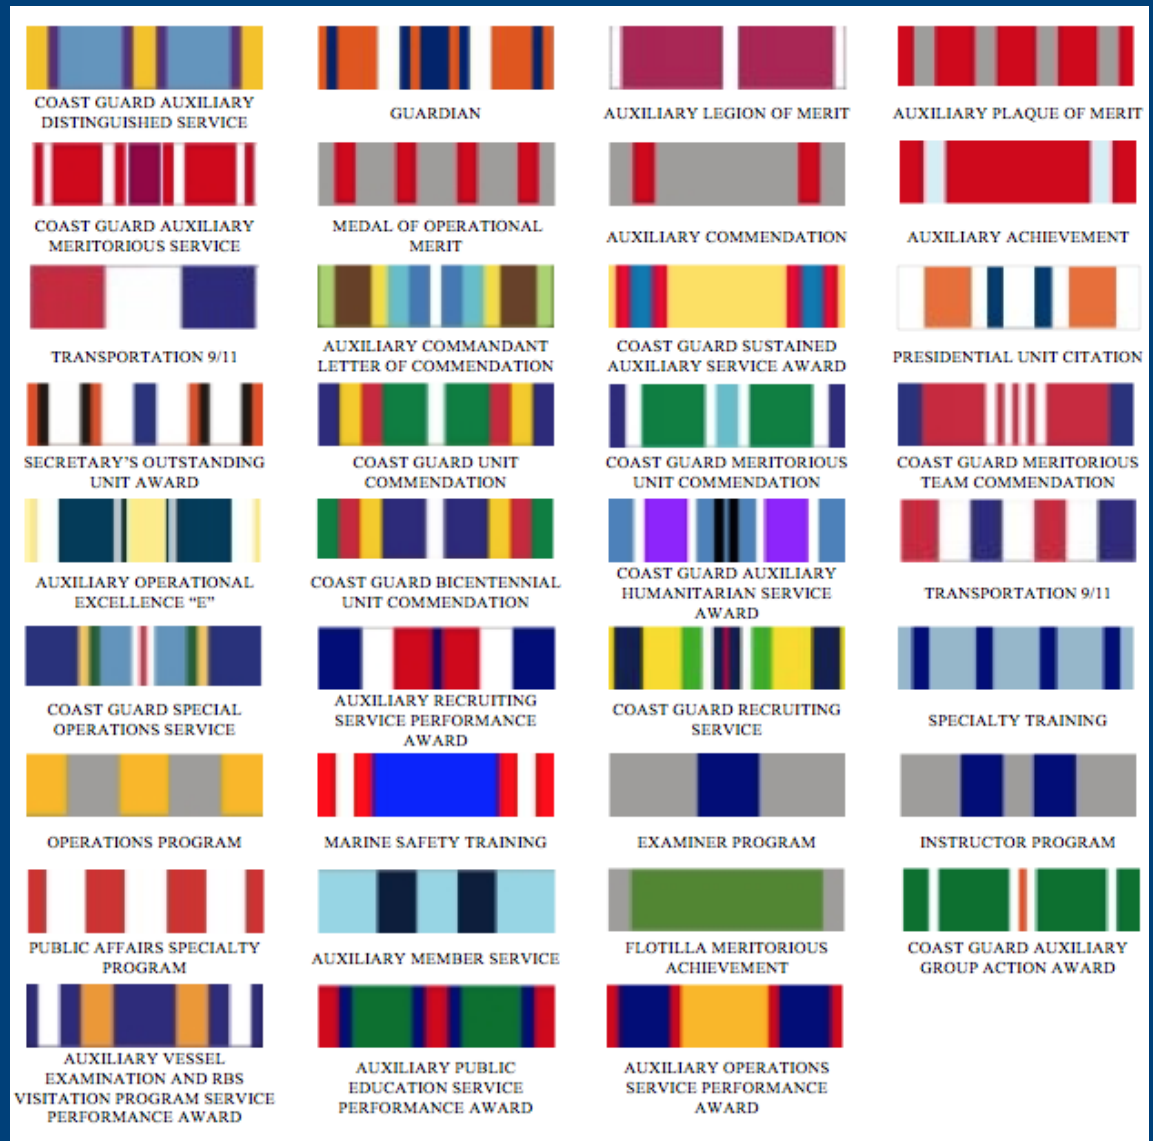 COAST GUARD AUXILIARY
DISTINGUISHED SERVICE
GUARDIAN
AUXILIARY LEGION OF MERIT
AUXILIARY PLAQUE OF MERIT
COAST GUARD AUXILIARY
MERITORIOUS SERVICE
MEDAL OF OPERATIONAL
MERIT
AUXILIARY COMMENDATION
AUXILIARY ACHIEVEMENT
TRANSPORTATION 9/11
AUXILIARY COMMANDANT
LETTER OF COMMENDATION
COAST GUARD SUSTAINED
AUXILIARY SERVICE AWARD
PRESIDENTIAL UNIT CITATION
SECRETARY'S OUTSTANDING
UNIT AWARD
COAST GUARD UNIT
COMMENDATION
COAST GUARD MERITORIOUS
UNIT COMMENDATION
COAST GUARD MERITORIOUS
TEAM COMMENDATION
AUXILIARY OPERATIONAL
EXCELLENCE “E”
COAST GUARD BICENTENNIAL
UNIT COMMENDATION
COAST GUARD AUXILIARY
HUMANITARIAN SERVICE
AWARD
TRANSPORTATION 9/11
COAST GUARD SPECIAL
OPERATIONS SERVICE
AUXILIARY RECRUITING
SERVICE PERFORMANCE
AWARD
COAST GUARD RECRUITING
SERVICE
SPECIALTY TRAINING
OPERATIONS PROGRAM
MARINE SAFETY TRAINING
EXAMINER PROGRAM
INSTRUCTOR PROGRAM
PUBLIC AFFAIRS SPECIALTY
PROGRAM
AUXILIARY MEMBER SERVICE
FLOTILLA MERITORIOUS
ACHIEVEMENT
COAST GUARD AUXILIARY
GROUP ACTION AWARD
AUXILIARY VESSEL
EXAMINATION AND RBS
VISITATION PROGRAM SERVICE
PERFORMANCE AWARD
AUXILIARY PUBLIC
EDUCATION SERVICE
PERFORMANCE AWARD
AUXILIARY OPERATIONS
SERVICE PERFORMANCE
AWARD